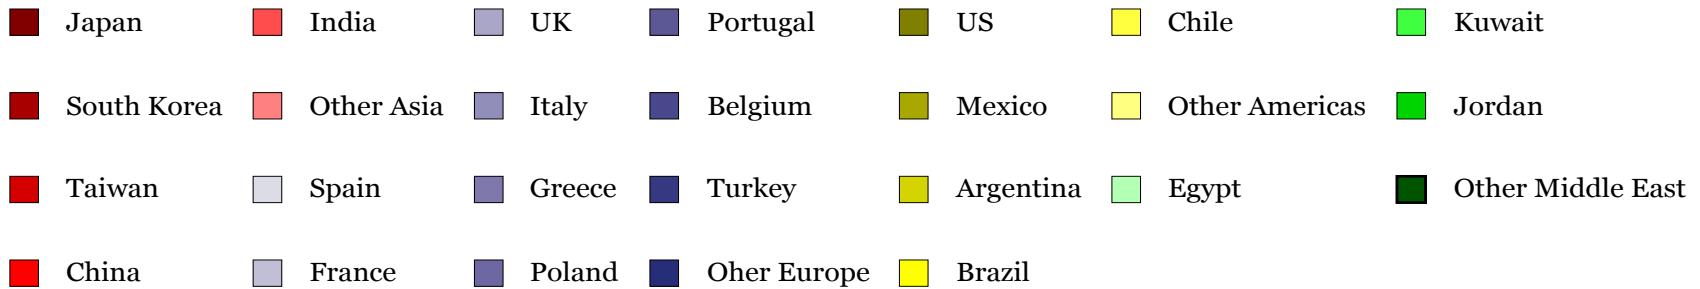 Japan India UK Portugal US Chile Kuwait
South Korea Other Asia Italy Belgium Mexico Other Americas Jordan
Taiwan Spain Greece Turkey Argentina Egypt Other Middle East
China France Poland Oher Europe Brazil